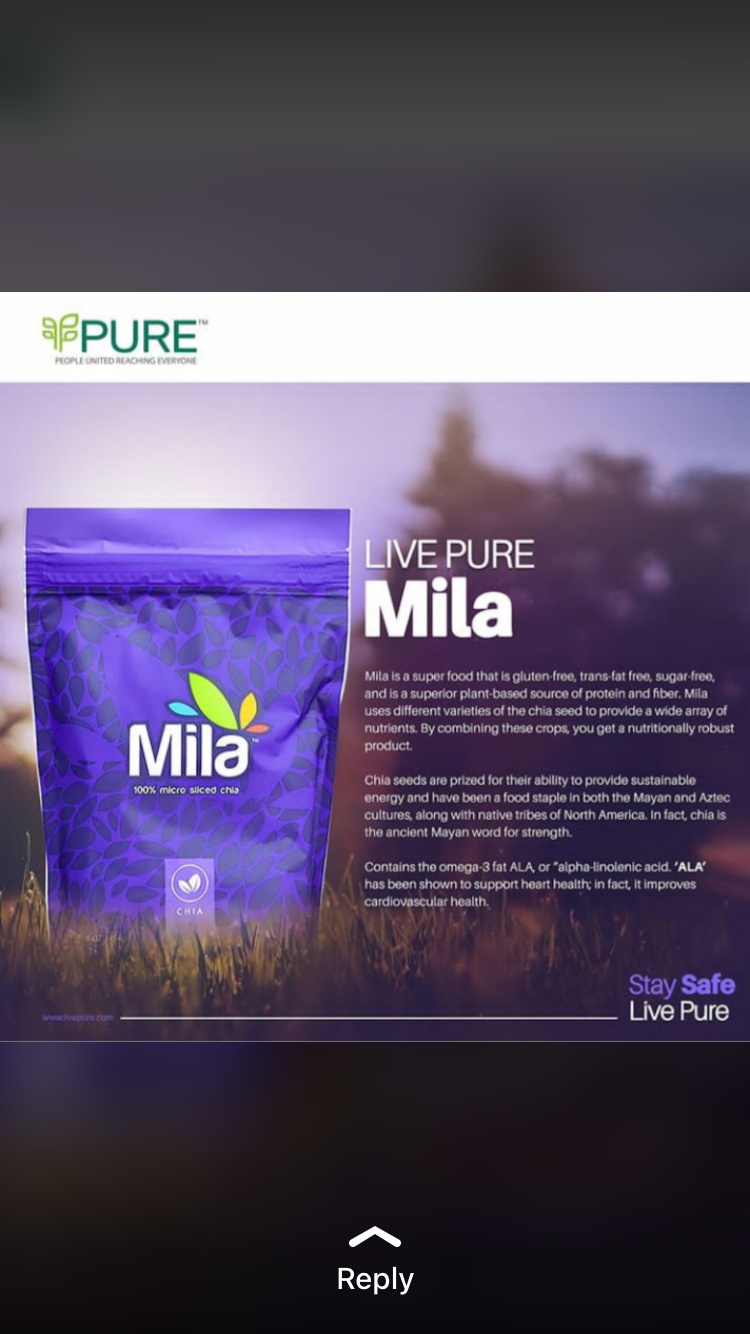 PURE™
PEOPLE UNITED REACHING EVERYONE
LIVE PURE
Mila
Mila is a super food that is gluten-free, trans-fat free, sugar-free,
and is a superior plant-based source of protein and fiber. Mila
uses different varieties of the chia seed to provide a wide array of
nutrients. By combining these crops, you get a nutritionally robust
product.
Chia seeds are prized for their ability to provide sustainable
energy and have been a food staple in both the Mayan and Aztec
cultures, along with native tribes of North America. In fact, chia is
the ancient Mayan word for strength.
Contains the omega-3 fat ALA, or "alpha-linolenic acid. 'ALA'
has been shown to support heart health; in fact, it improves
cardiovascular health.
Mila™
100% micro sliced chia
CHIA
www.livepure.com
Stay Safe
Live Pure
Reply